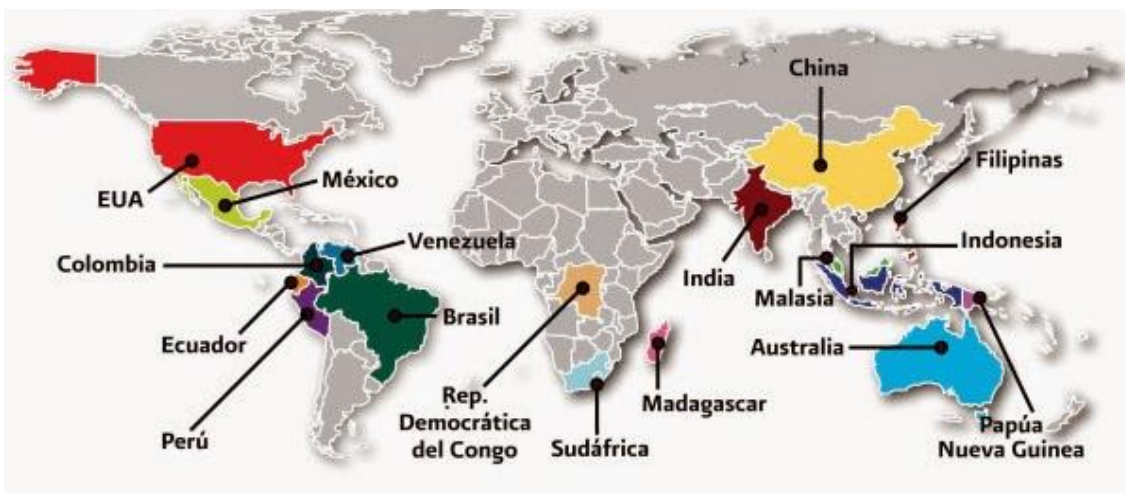 China
Filipinas
EUA
México
Venezuela
Colombia
Indonesia
India
Malasia
Ecuador
Brasil
Australia
Perú
Rep.
Democrática
del Congo
Sudáfrica
Madagascar
Papúa
Nueva Guinea